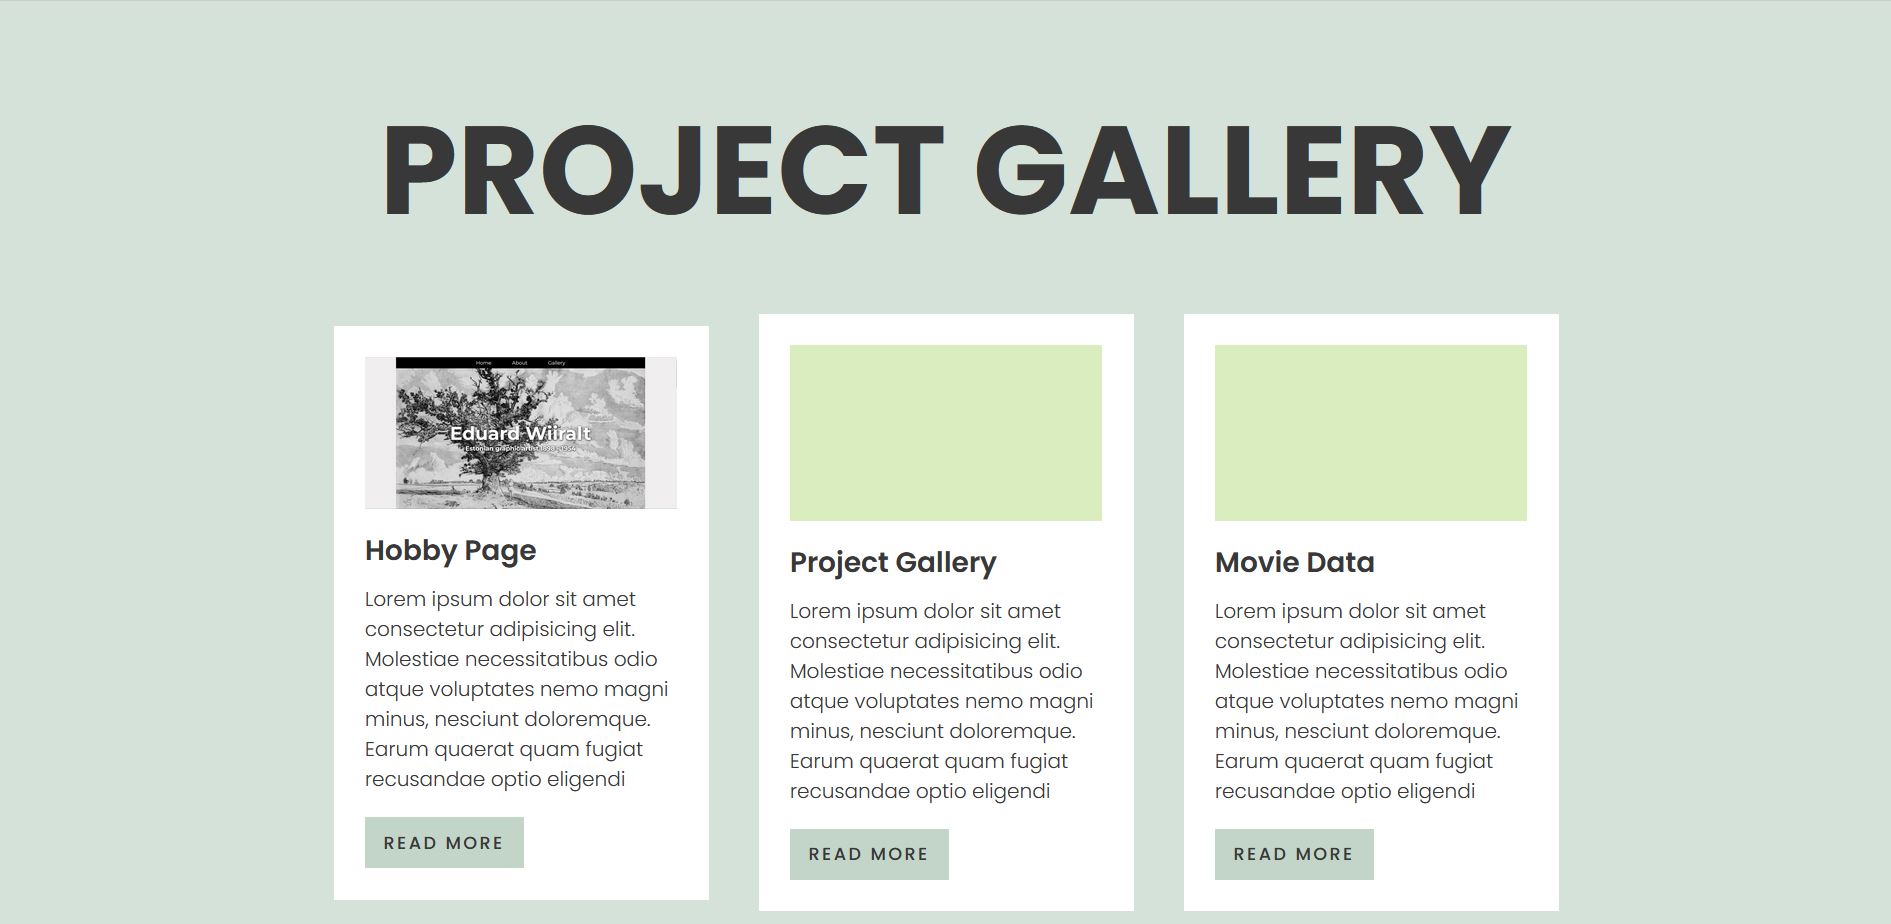 PROJECT GALLERY
Home About Gallery
Eduard Wiiralt
Estonian graphic artist 1898 - 1954
Hobby Page
Lorem ipsum dolor sit amet
consectetur adipisicing elit.
Molestiae necessitatibus odio
atque voluptates nemo magni
minus, nesciunt doloremque.
Earum quaerat quam fugiat
recusandae optio eligendi
READ MORE
Project Gallery
Lorem ipsum dolor sit amet
consectetur adipisicing elit.
Molestiae necessitatibus odio
atque voluptates nemo magni
minus, nesciunt doloremque.
Earum quaerat quam fugiat
recusandae optio eligendi
READ MORE
Movie Data
Lorem ipsum dolor sit amet
consectetur adipisicing elit.
Molestiae necessitatibus odio
atque voluptates nemo magni
minus, nesciunt doloremque.
Earum quaerat quam fugiat
recusandae optio eligendi
READ MORE